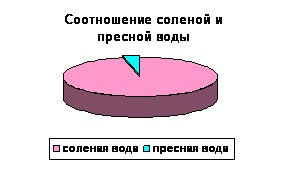 Соотношение соленой и
пресной воды
соленая вода пресная вода